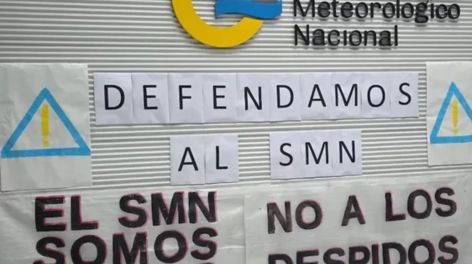 Meteorológico
Nacional
DEFENDAMOS
AL SMN
EL SMN
SOMOS
NO A LOS
DESPIDOS